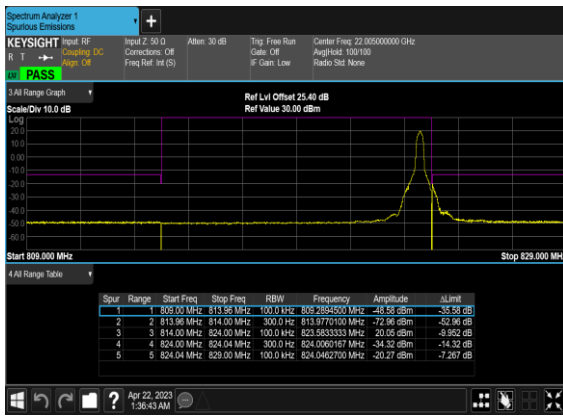 Spectrum Analyzer 1
Spurious Emissions
+
KEYSIGHT Input: RF Input Z: 50 Ω Atten: 30 dB Trig: Free Run Center Freq: 22.005000000 GHz
R T Coupling: DC Corrections: Off Gate: Off Avg|Hold: 100/100
Align: Off Freq Ref: Int (S) IF Gain: Low Radio Std: None
PASS
3 All Range Graph
Ref Lvl Offset 25.40 dB
Scale/Div 10.0 dB Ref Value 30.00 dBm
Log
20.0
10.0
0.00
-10.0
-20.0
-30.0
-40.0
-50.0
-60.0
Start 809.000 MHz Stop 829.000 MH
4 All Range Table
Spur Range Start Freq Stop Freq RBW Frequency Amplitude ΔLimit
1 1 809.00 MHz 813.96 MHz 100.0 kHz 809.2894500 MHz -48.58 dBm -35.58 dB
2 2 813.96 MHz 814.00 MHz 300.0 Hz 813.9770100 MHz -72.96 dBm -52.96 dB
3 3 814.00 MHz 824.00 MHz 100.0 kHz 823.5833333 MHz 20.05 dBm -9.952 dB
4 4 824.00 MHz 824.04 MHz 300.0 Hz 824.0060167 MHz -34.32 dBm -14.32 dB
5 5 824.04 MHz 829.00 MHz 100.0 kHz 824.0462700 MHz -20.27 dBm -7.267 dB
? Apr 22, 2023
1:36:43 AM